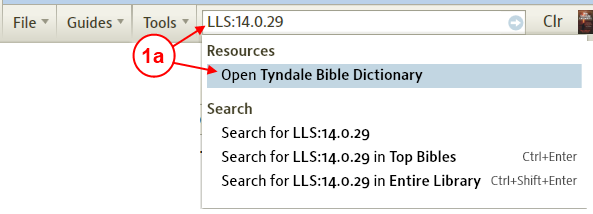 File Guides Tools LLS:14.0.29 Clr
1a
Resources
Open Tyndale Bible Dictionary
Search
Search for LLS:14.0.29
Search for LLS:14.0.29 in Top Bibles Ctrl+Enter
Search for LLS:14.0.29 in Entire Library Ctrl+Shift+Enter